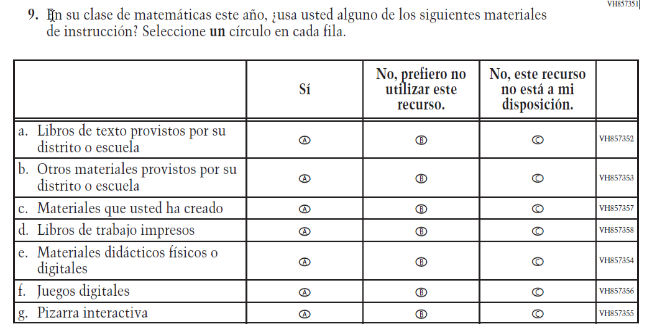 VH857351
9. En su clase de matemáticas este año, ¿usa usted alguno de los siguientes materiales
de instrucción? Seleccione un círculo en cada fila.
Sí
No, prefiero no
utilizar este
recurso.
No, este recurso
no está a mi
disposición.
a. Libros de texto provistos por su
distrito o escuela
A B C VH857352
b. Otros materiales provistos por su
distrito o escuela
A B C VH857353
c. Materiales que usted ha creado A B C VH857357
d. Libros de trabajo impresos A B C VH857358
e. Materiales didácticos físicos o
digitales
A B C VH857354
f. Juegos digitales A B C VH857356
g. Pizarra interactiva A B C VH857355